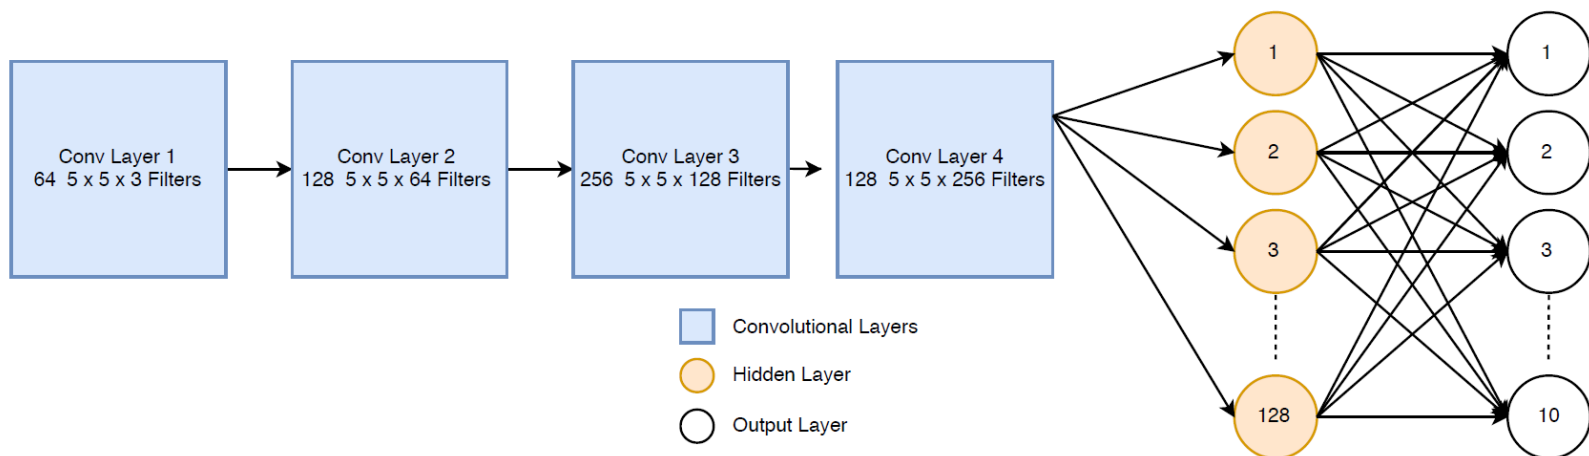 Conv Layer 1
64 5 x 5 x 3 Filters
Conv Layer 2
128 5 x 5 x 64 Filters
Conv Layer 3
256 5 x 5 x 128 Filters
Conv Layer 4
128 5 x 5 x 256 Filters
1
2
3
128
1
2
3
10
Convolutional Layers
Hidden Layer
Output Layer